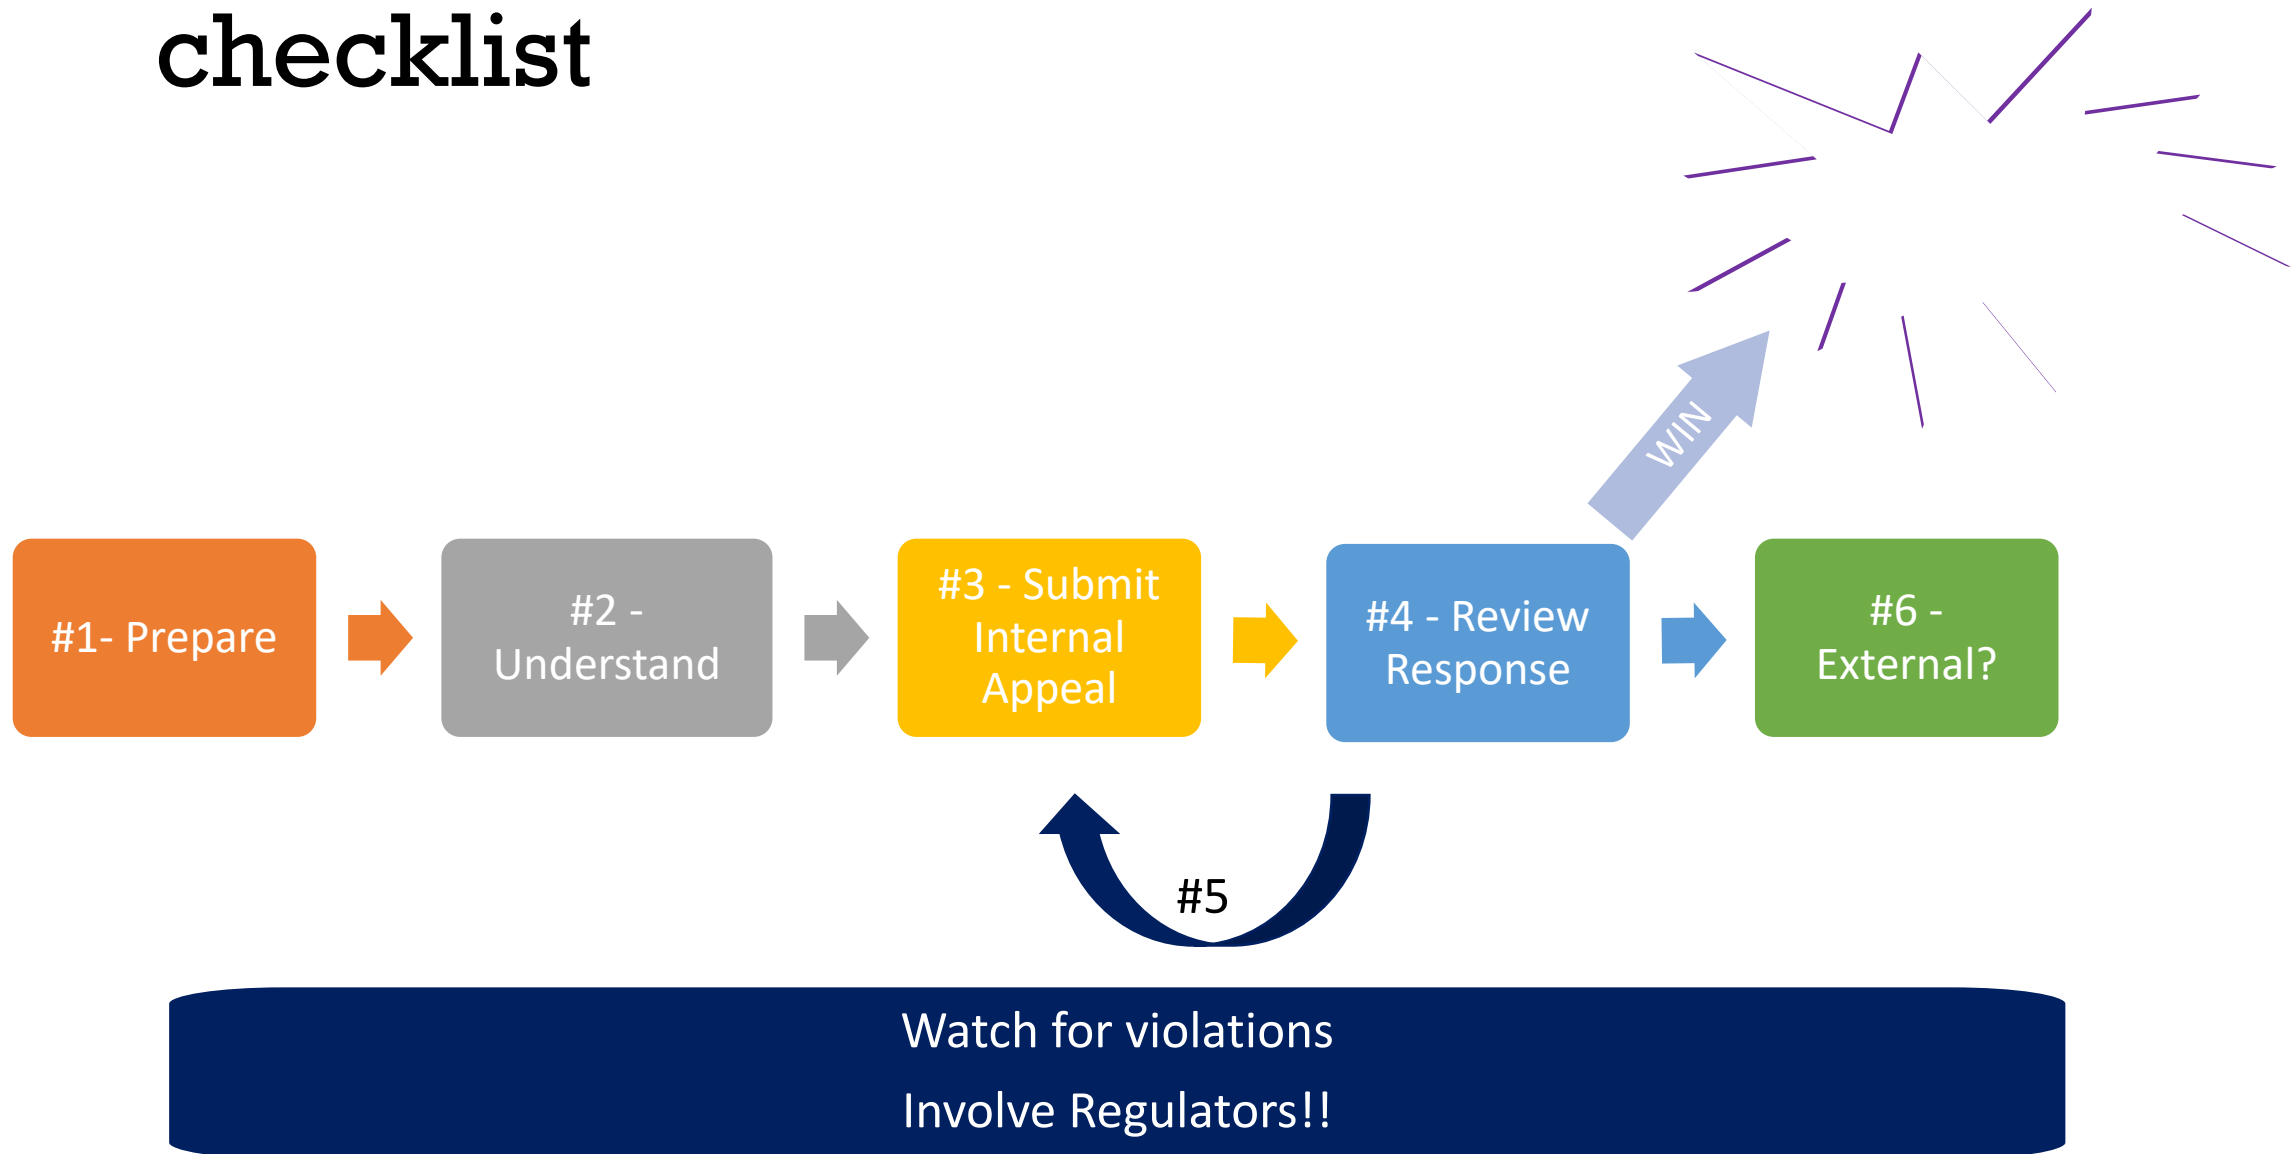 checklist
WIN
#1- Prepare
#2 -
Understand
#3 - Submit
Internal
Appeal
#4 - Review
Response
#6 -
External?
#5
Watch for violations
Involve Regulators!!